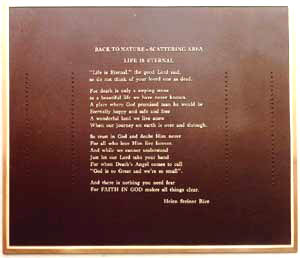 BACK TO NATURE - SCATTERING AREA
LIFE IS ETERNAL
"Life is Eternal," the good Lord said,
so do not think of your loved one as dead.
For death is only a stepping stone
to a beautiful life we have never known.
A place where God promised man he would be
Eternally happy and safe and free
A wonderful land we live anew
When our journey on earth is over and through.
So trust in God and doubt Him never
For all who love Him live forever.
And while we cannot understand
Just let our Lord take your hand
For when Death's Angel comes to call
"God is so Great and we're so small".
And there is nothing you need fear
For FAITH IN GOD makes all things clear.
Helen Steiner Rice